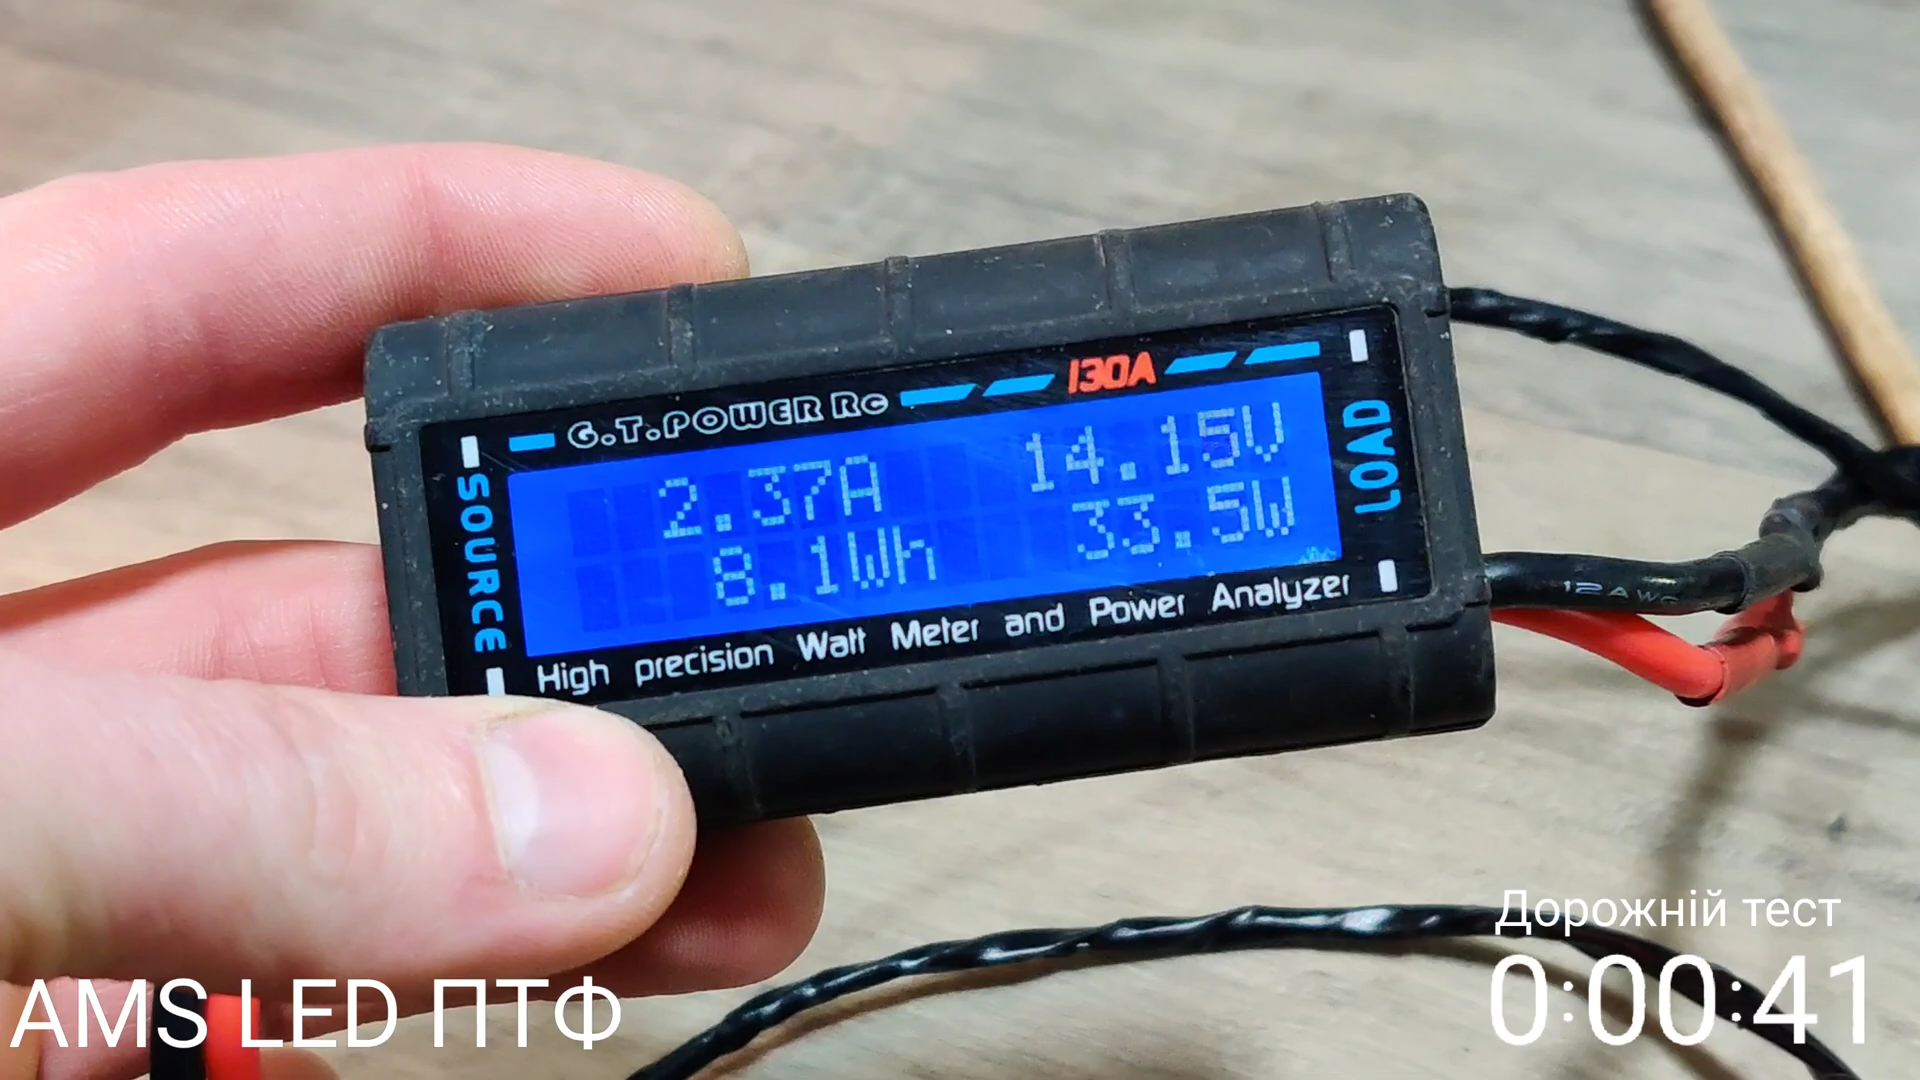 G.T.POWER RC 130A
SOURCE
2.37A 14.15V
8.1Wh 33.5W
LOAD
High precision Watt Meter and Power Analyzer
12AWG
Дорожній тест
AMS LED ПТФ
0:00:41